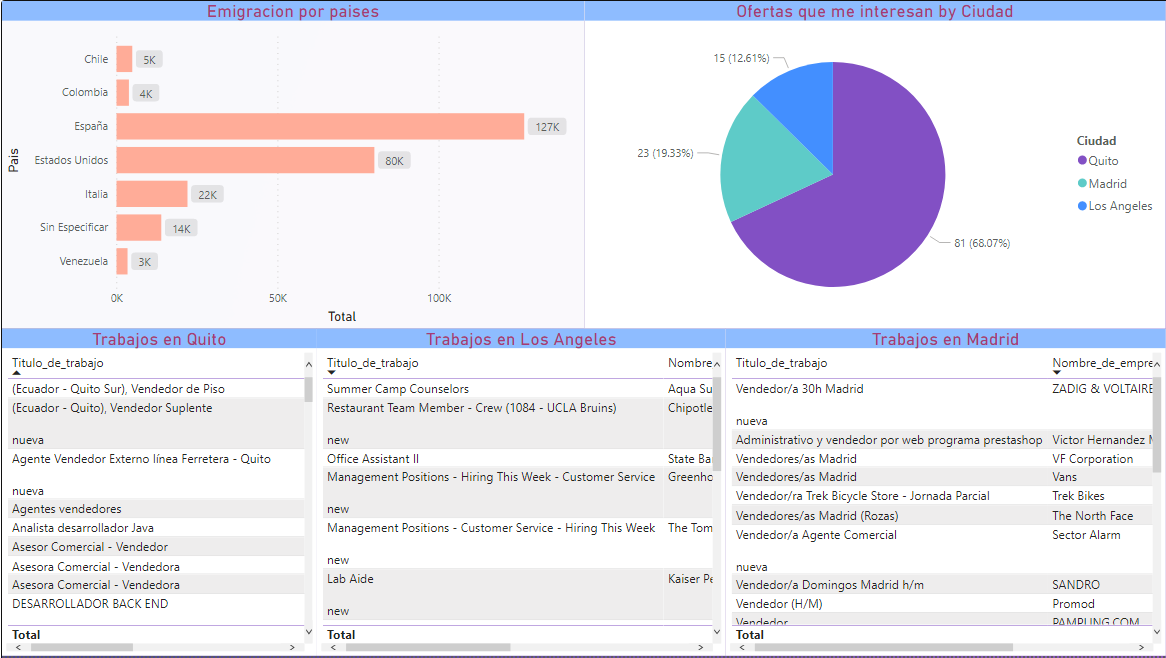 Emigracion por paises
Pais
Chile 5K
Colombia 4K
España 127K
Estados Unidos 80K
Italia 22K
Sin Especificar 14K
Venezuela 3K
0K 50K 100K
Total
Ofertas que me interesan by Ciudad
15 (12.61%)
23 (19.33%)
81 (68.07%)
Ciudad
Quito
Madrid
Los Angeles
Trabajos en Quito
Titulo_de_trabajo
(Ecuador - Quito Sur), Vendedor de Piso
(Ecuador - Quito), Vendedor Suplente
nueva
Agente Vendedor Externo línea Ferretera - Quito
nueva
Agentes vendedores
Analista desarrollador Java
Asesor Comercial - Vendedor
Asesora Comercial - Vendedora
Asesora Comercial - Vendedora
DESARROLLADOR BACK END
Total
Trabajos en Los Angeles
Titulo_de_trabajo Nombre
Summer Camp Counselors Aqua Su
Restaurant Team Member - Crew (1084 - UCLA Bruins) Chipotle
new
Office Assistant II State Ba
Management Positions - Hiring This Week - Customer Service Greenho
new
Management Positions - Customer Service - Hiring This Week The Tom
new
Lab Aide Kaiser Pe
new
Total
Trabajos en Madrid
Titulo_de_trabajo Nombre_de_empre
Vendedor/a 30h Madrid ZADIG & VOLTAIRE
nueva
Administrativo y vendedor por web programa prestashop Victor Hernandez
Vendedores/as Madrid VF Corporation
Vendedores/as Madrid Vans
Vendedor/ra Trek Bicycle Store - Jornada Parcial Trek Bikes
Vendedores/as Madrid (Rozas) The North Face
Vendedor/a Agente Comercial Sector Alarm
nueva
Vendedor/a Domingos Madrid h/m SANDRO
Vendedor (H/M) Promod
Vendedor PAMPLING.COM
Total